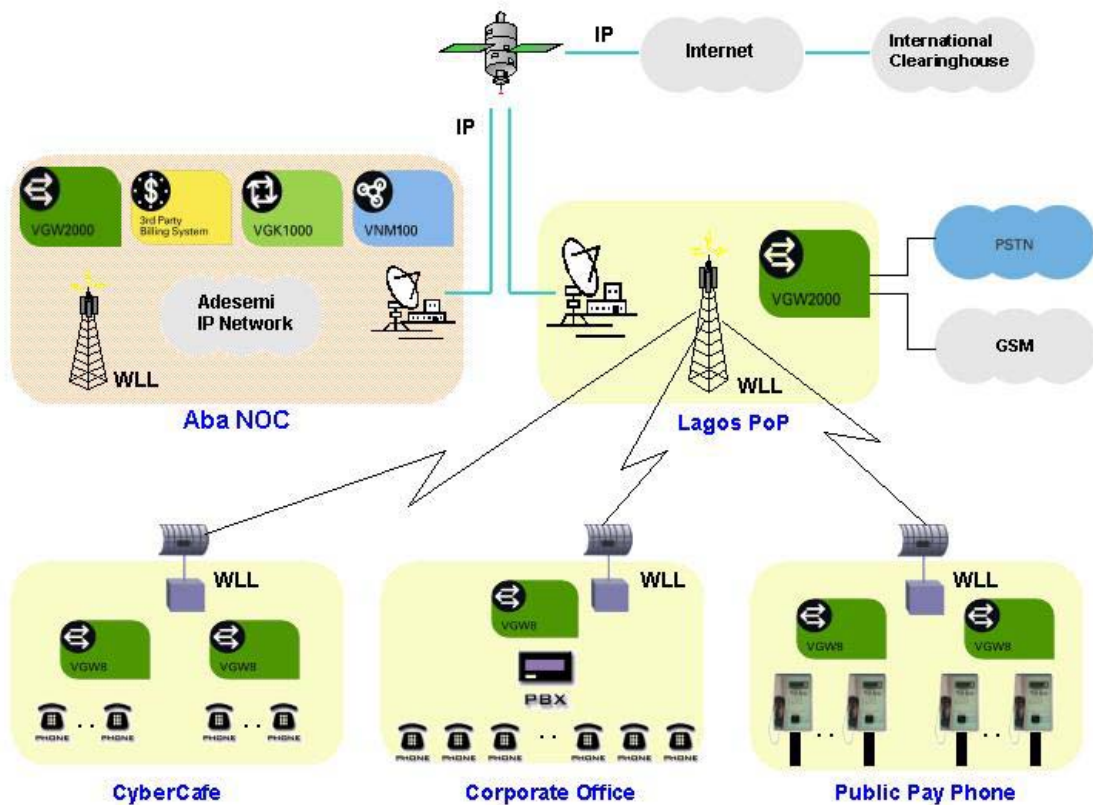 IP
Internet
International
Clearinghouse
IP
VGW2000
3rd Party
Billing System
VGK1000
VNM100
Adesemi
IP Network
WLL
Aba NOC
VGW2000
PSTN
GSM
WLL
Lagos PoP
WLL
VGW8
VGW8
PHONE
PHONE
PHONE
PHONE
CyberCafe
WLL
VGW8
PBX
PHONE
PHONE
PHONE
PHONE
PHONE
PHONE
Corporate Office
WLL
VGW8
VGW8
Public Pay Phone